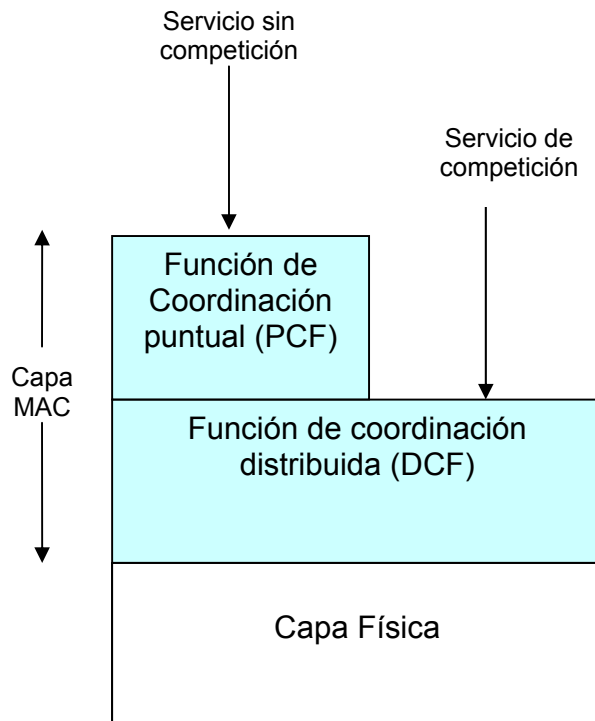 Servicio sin
competición
Servicio de
competición
Función de
Coordinación
puntual (PCF)
Capa
MAC
Función de coordinación
distribuida (DCF)
Capa Física